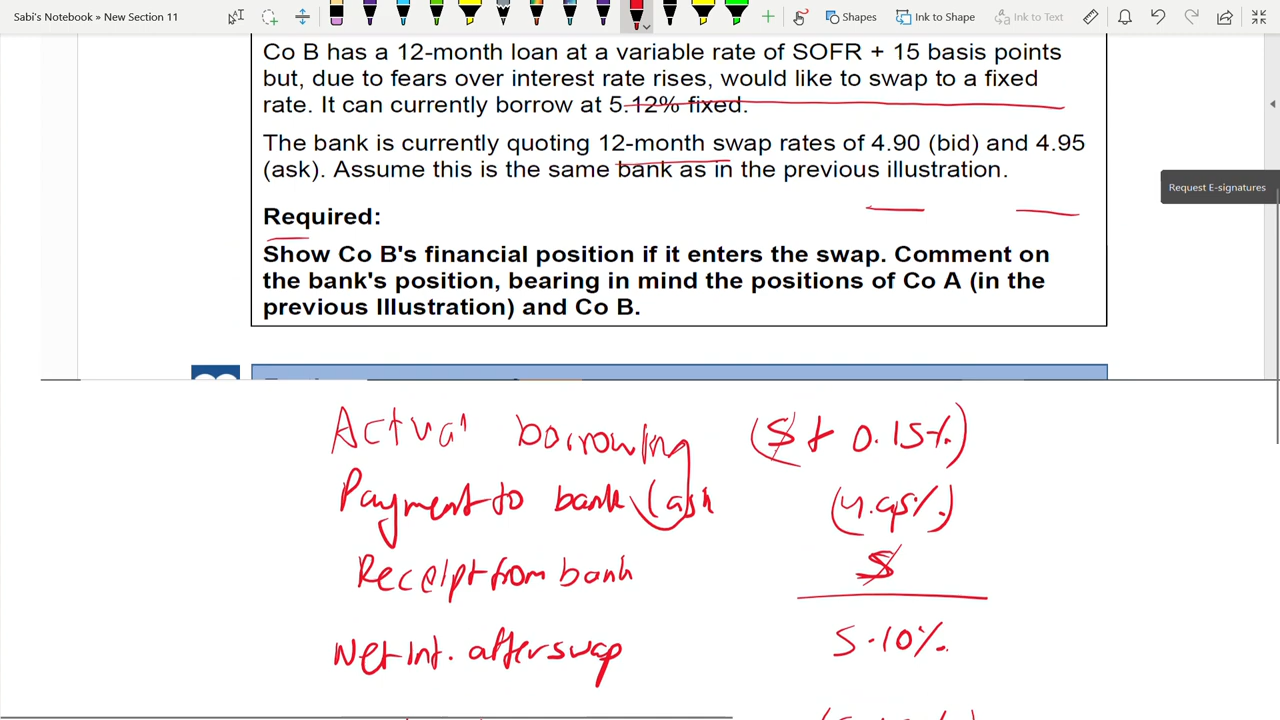 Sabi's Notebook » New Section 11
Shapes
Ink to Shape
Ink to Text
Co B has a 12-month loan at a variable rate of SOFR + 15 basis points
but, due to fears over interest rate rises, would like to swap to a fixed
rate. It can currently borrow at 5.12% fixed.
The bank is currently quoting 12-month swap rates of 4.90 (bid) and 4.95
(ask). Assume this is the same bank as in the previous illustration.
Request E-signatures
Required:
Show Co B's financial position if it enters the swap. Comment on
the bank's position, bearing in mind the positions of Co A (in the
previous Illustration) and Co B.
Actual borrowing (S + 0.15%)
Payment to bank (ask (4.95%)
Receipt from bank S
Net Int. after swap 5.10%